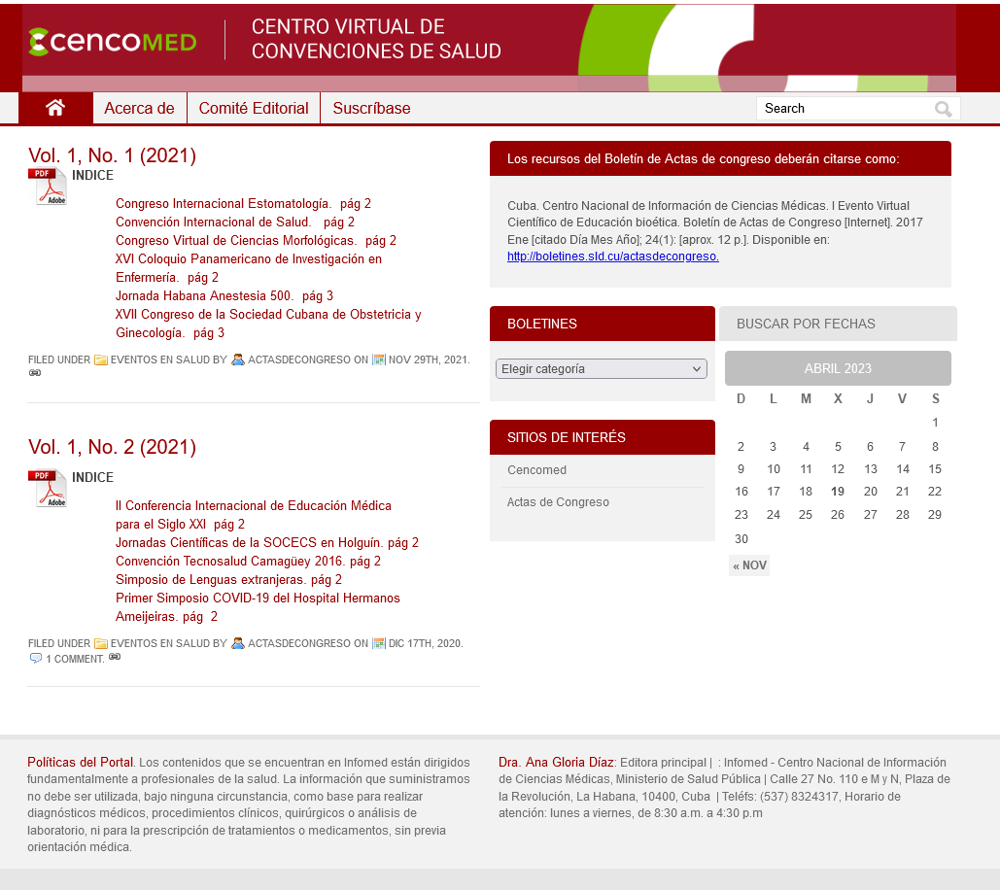 cencoMED
CENTRO VIRTUAL DE
CONVENCIONES DE SALUD
Acerca de
Comité Editorial
Suscríbase
Search
Vol. 1, No. 1 (2021)
PDF
Adobe
INDICE
Congreso Internacional Estomatología.  pág 2
Convención Internacional de Salud.   pág 2
Congreso Virtual de Ciencias Morfológicas.  pág 2
XVI Coloquio Panamericano de Investigación en
Enfermería.  pág 2
Jornada Habana Anestesia 500.  pág 3
XVII Congreso de la Sociedad Cubana de Obstetricia y
Ginecología.  pág 3
FILED UNDER EVENTOS EN SALUD BY ACTASDECONGRESO ON NOV 29TH, 2021.
Vol. 1, No. 2 (2021)
PDF
Adobe
INDICE
II Conferencia Internacional de Educación Médica
para el Siglo XXI  pág 2
Jornadas Científicas de la SOCECS en Holguín. pág 2
Convención Tecnosalud Camagüey 2016. pág 2
Simposio de Lenguas extranjeras. pág 2
Primer Simposio COVID-19 del Hospital Hermanos
Ameijeiras. pág  2
FILED UNDER EVENTOS EN SALUD BY ACTASDECONGRESO ON DIC 17TH, 2020.
1 COMMENT.
Los recursos del Boletín de Actas de congreso deberán citarse como:
Cuba. Centro Nacional de Información de Ciencias Médicas. I Evento Virtual
Científico de Educación bioética. Boletín de Actas de Congreso [Internet]. 2017
Ene [citado Día Mes Año]; 24(1): [aprox. 12 p.]. Disponible en:
http://boletines.sld.cu/actasdecongreso.
BOLETINES
Elegir categoría
SITIOS DE INTERÉS
Cencomed
Actas de Congreso
BUSCAR POR FECHAS
ABRIL 2023
D L M X J V S
1
2 3 4 5 6 7 8
9 10 11 12 13 14 15
16 17 18 19 20 21 22
23 24 25 26 27 28 29
30
« NOV
Políticas del Portal. Los contenidos que se encuentran en Infomed están dirigidos
fundamentalmente a profesionales de la salud. La información que suministramos
no debe ser utilizada, bajo ninguna circunstancia, como base para realizar
diagnósticos médicos, procedimientos clínicos, quirúrgicos o análisis de
laboratorio, ni para la prescripción de tratamientos o medicamentos, sin previa
orientación médica.
Dra. Ana Gloria Díaz: Editora principal |  : Infomed - Centro Nacional de Información
de Ciencias Médicas, Ministerio de Salud Pública | Calle 27 No. 110 e M y N, Plaza de
la Revolución, La Habana, 10400, Cuba  | Teléfs: (537) 8324317, Horario de
atención: lunes a viernes, de 8:30 a.m. a 4:30 p.m